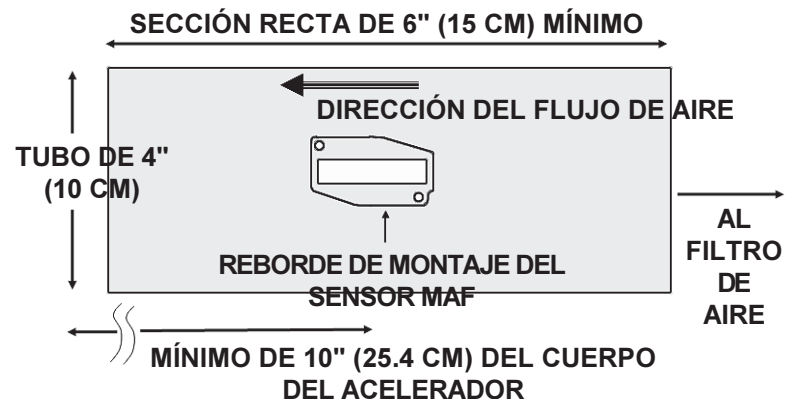 SECCIÓN RECTA DE 6" (15 CM) MÍNIMO
DIRECCIÓN DEL FLUJO DE AIRE
TUBO DE 4"
(10 CM)
AL
FILTRO
DE
AIRE
REBORDE DE MONTAJE DEL
SENSOR MAF
MÍNIMO DE 10" (25.4 CM) DEL CUERPO
DEL ACELERADOR